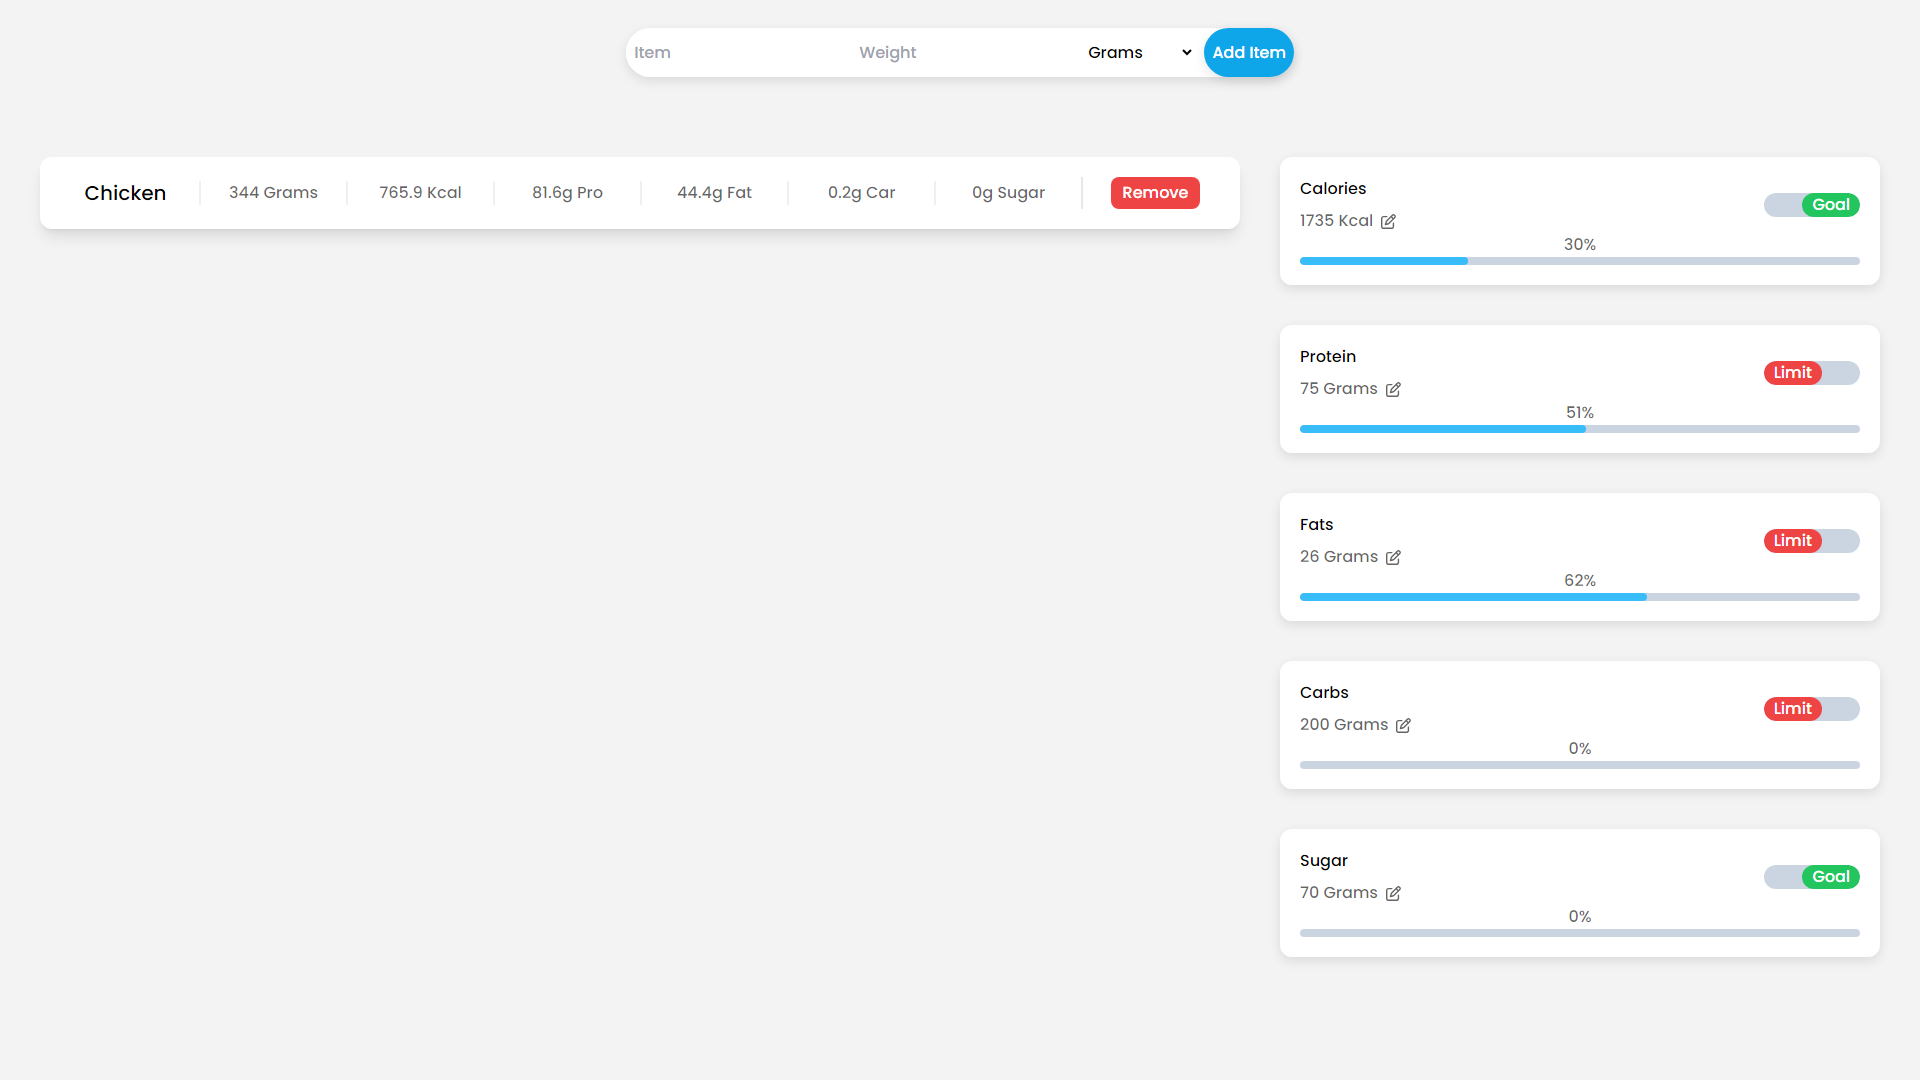 Item Weight Grams Add Item
Chicken 344 Grams 765.9 Kcal 81.6g Pro 44.4g Fat 0.2g Car 0g Sugar Remove
Calories
Goal
1735 Kcal
30%
Protein
Limit
75 Grams
51%
Fats
Limit
26 Grams
62%
Carbs
Limit
200 Grams
0%
Sugar
Goal
70 Grams
0%